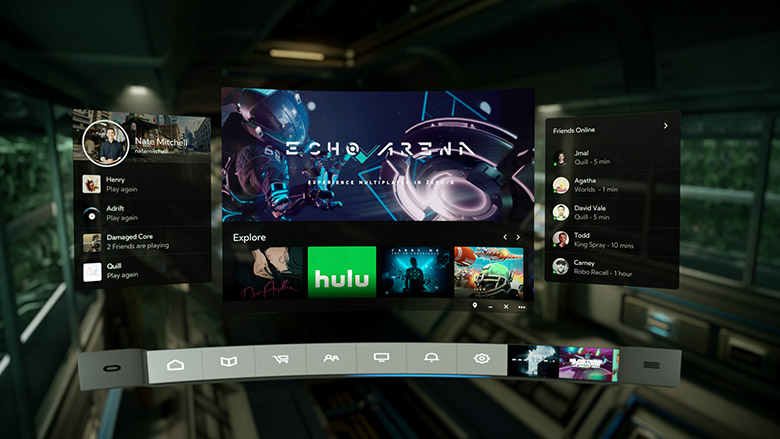 Nate Mitchell
natemitchell
Henry
Play again
Adrift
Play again
Damaged Core
2 Friends are playing
Quill
Play again
ECHO ARENA
EXPERIENCE MULTIPLAYER IN ZERO-G
Explore
hulu
Friends Online
Jmal
Quill - 5 min
Agatha
Worlds - 1 min
David Vale
Quill - 5 min
Todd
King Spray - 10 mins
Carney
Robo Recall - 1 hour